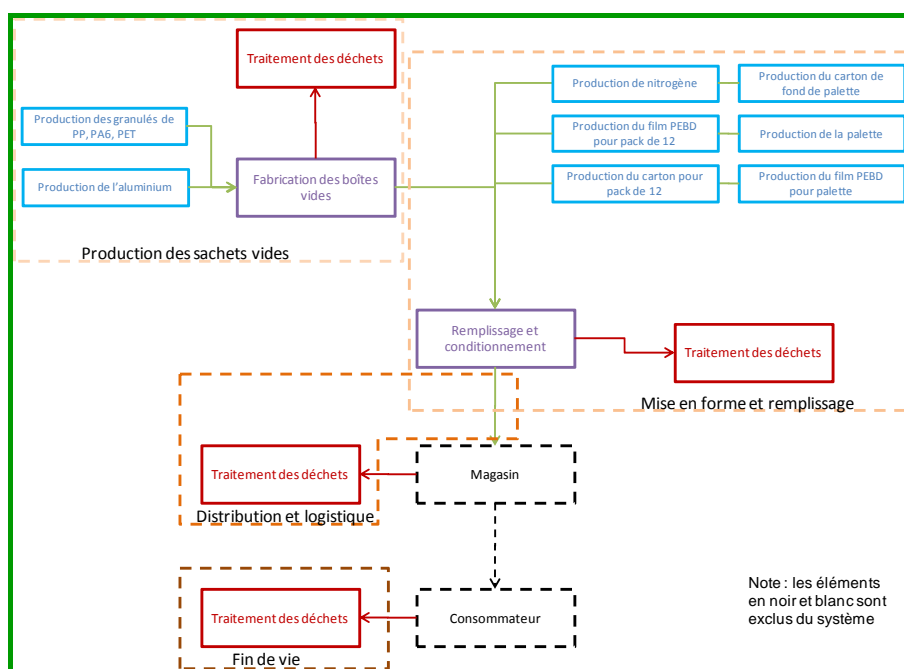 Traitement des déchets
Production de nitrogène
Production du carton de
fond de palette
Production des granulés de
PP, PA6, PET
Production du film PEBD
pour pack de 12
Production de la palette
Production de l'aluminium
Fabrication des boîtes
vides
Production du carton pour
pack de 12
Production du film PEBD
pour palette
Production des sachets vides
Remplissage et
conditionnement
Traitement des déchets
Mise en forme et remplissage
Traitement des déchets
Magasin
Distribution et logistique
Traitement des déchets
Consommateur
Note : les éléments
en noir et blanc sont
exclus du système
Fin de vie